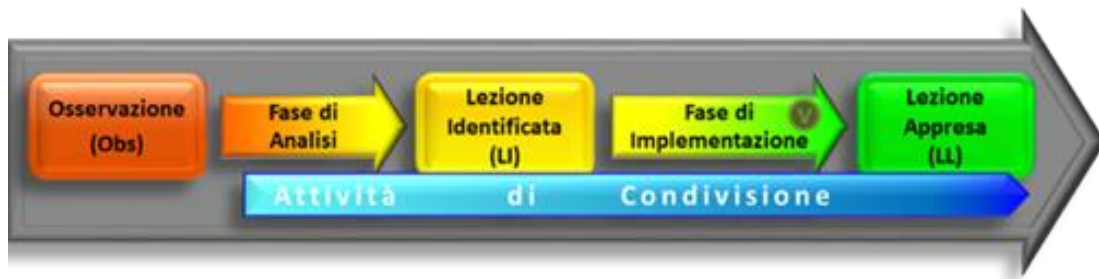 Osservazione
(Obs)
Fase di
Analisi
Lezione
Identificata
(LI)
Fase di
Implementazione
V
Lezione
Appresa
(LL)
Attività di Condivisione